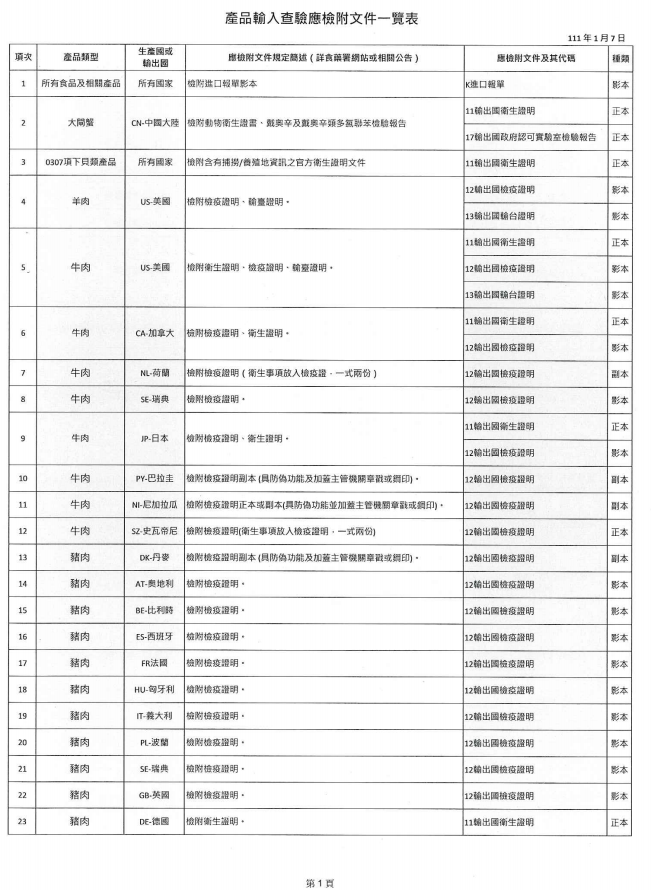 產品輸入查驗應檢附文件一覽表
111 年 1 月 7 日
項次 產品類型 生產國或輸出國 應檢附文件規定簡述（詳食藥署網站或相關公告） 應檢附文件及其代碼 種類
1 所有食品及相關產品 所有國家 檢附進口報單影本 K進口報單 影本
2 大閘蟹 CN-中國大陸 檢附動物衛生證書、戴奧辛及戴奧辛類多氯聯苯檢驗報告 11輸出國衛生證明 正本
17輸出國政府認可實驗室檢驗報告 正本
3 0307項下貝類產品 所有國家 檢附含有捕撈/養殖地資訊之官方衛生證明文件 11輸出國衛生證明 正本
4 羊肉 US-美國 檢附檢疫證明、輸臺證明。 12輸出國檢疫證明 影本
13輸出國輸台證明 影本
5 牛肉 US-美國 檢附衛生證明、檢疫證明、輸臺證明。 11輸出國衛生證明 正本
12輸出國檢疫證明 影本
13輸出國輸台證明 影本
6 牛肉 CA-加拿大 檢附檢疫證明、衛生證明。 11輸出國衛生證明 正本
12輸出國檢疫證明 影本
7 牛肉 NL-荷蘭 檢附檢疫證明（衛生事項放入檢疫證，一式兩份） 12輸出國檢疫證明 副本
8 牛肉 SE-瑞典 檢附檢疫證明。 12輸出國檢疫證明 影本
9 牛肉 JP-日本 檢附檢疫證明、衛生證明。 11輸出國衛生證明 正本
12輸出國檢疫證明 影本
10 牛肉 PY-巴拉圭 檢附檢疫證明副本 (具防偽功能及加蓋主管機關章戳或鋼印)。 12輸出國檢疫證明 副本
11 牛肉 NI-尼加拉瓜 檢附檢疫證明正本或副本(具防偽功能並加蓋主管機關章戳或鋼印)。 12輸出國檢疫證明 副本
12 牛肉 SZ-史瓦帝尼 檢附檢疫證明(衛生事項放入檢疫證明，一式兩份) 12輸出國檢疫證明 正本
13 豬肉 DK-丹麥 檢附檢疫證明副本 (具防偽功能及加蓋主管機關章戳或鋼印)。 12輸出國檢疫證明 副本
14 豬肉 AT-奧地利 檢附檢疫證明。 12輸出國檢疫證明 影本
15 豬肉 BE-比利時 檢附檢疫證明。 12輸出國檢疫證明 影本
16 豬肉 ES-西班牙 檢附檢疫證明。 12輸出國檢疫證明 影本
17 豬肉 FR法國 檢附檢疫證明。 12輸出國檢疫證明 影本
18 豬肉 HU-匈牙利 檢附檢疫證明。 12輸出國檢疫證明 影本
19 豬肉 IT-義大利 檢附檢疫證明。 12輸出國檢疫證明 影本
20 豬肉 PL-波蘭 檢附檢疫證明。 12輸出國檢疫證明 影本
21 豬肉 SE-瑞典 檢附檢疫證明。 12輸出國檢疫證明 影本
22 豬肉 GB-英國 檢附檢疫證明。 12輸出國檢疫證明 影本
23 豬肉 DE-德國 檢附衛生證明。 11輸出國衛生證明 正本
第 1 頁